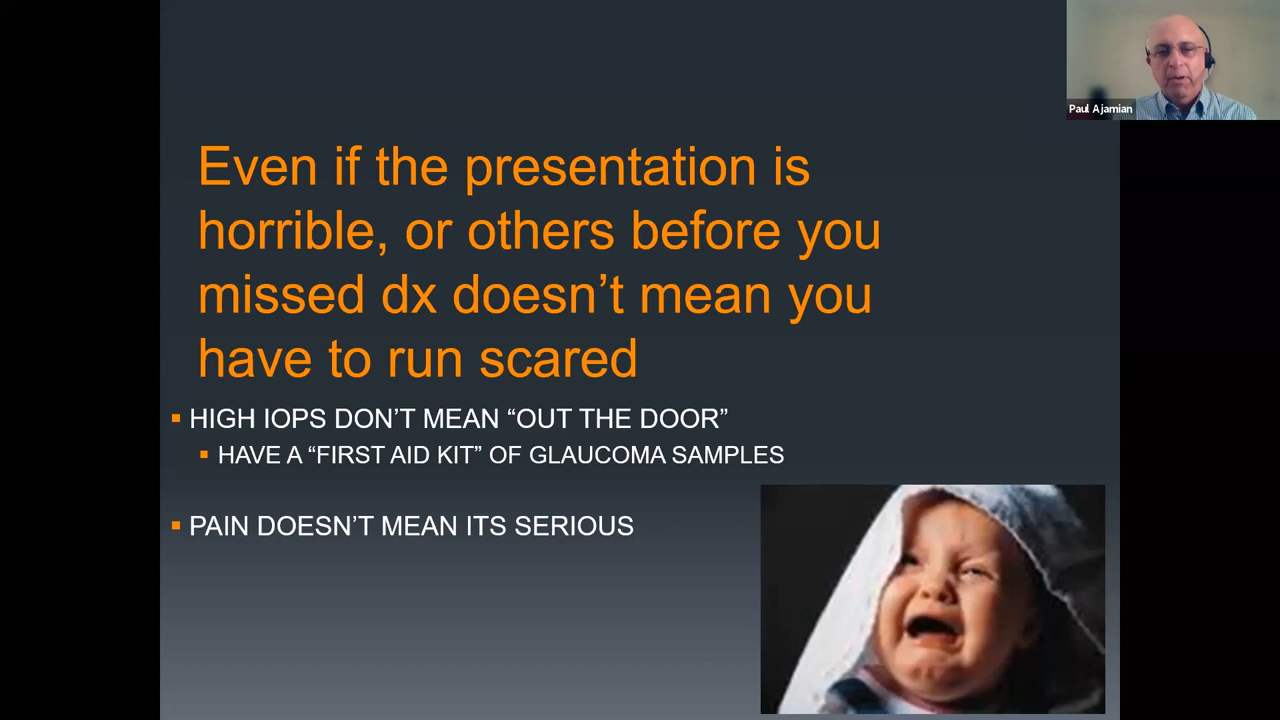 Paul Ajamian
Even if the presentation is
horrible, or others before you
missed dx doesn’t mean you
have to run scared
HIGH IOPS DON’T MEAN “OUT THE DOOR”
HAVE A “FIRST AID KIT” OF GLAUCOMA SAMPLES
PAIN DOESN’T MEAN ITS SERIOUS